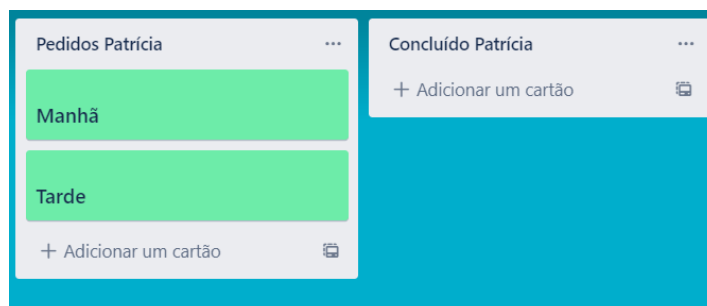 Pedidos Patrícia ...
Manhã
Tarde
+ Adicionar um cartão
Concluído Patrícia ...
+ Adicionar um cartão